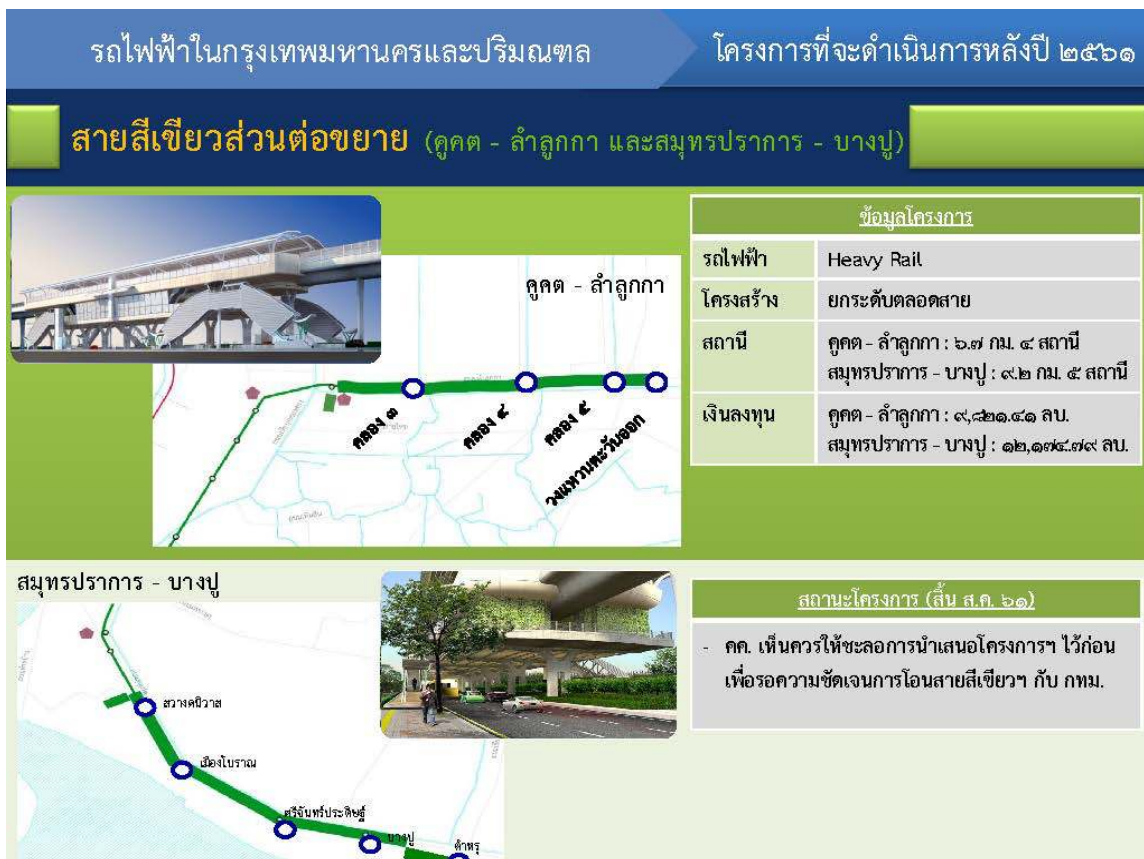 รถไฟฟ้าในกรุงเทพมหานครและปริมณฑล
โครงการที่จะดำเนินการหลังปี ๒๕๖๑
สายสีเขียวส่วนต่อขยาย (คูคต - ลำลูกกา และสมุทรปราการ - บางปู)
คูคต - ลำลูกกา
คลอง ๓
คลอง ๔
คลอง ๕
วงแหวนตะวันออก
ข้อมูลโครงการ
รถไฟฟ้า Heavy Rail
โครงสร้าง ยกระดับตลอดสาย
สถานี คูคต - ลำลูกกา : ๖.๗ กม. ๔ สถานี
สมุทรปราการ - บางปู : ๙.๒ กม. ๕ สถานี
เงินลงทุน คูคต - ลำลูกกา : ๙,๘๒๑.๔๑ ลบ.
สมุทรปราการ - บางปู : ๑๒,๑๗๔.๗๙ ลบ.
สมุทรปราการ - บางปู
สวางคนิวาส
เมืองโบราณ
ศรีจันทร์ประดิษฐ์
บางปู
ตำหรุ
สถานะโครงการ (สิ้น ส.ค. ๖๑)
- คค. เห็นควรให้ชะลอการนำเสนอโครงการฯ ไว้ก่อน
เพื่อรอความชัดเจนการโอนสายสีเขียวฯ กับ กทม.